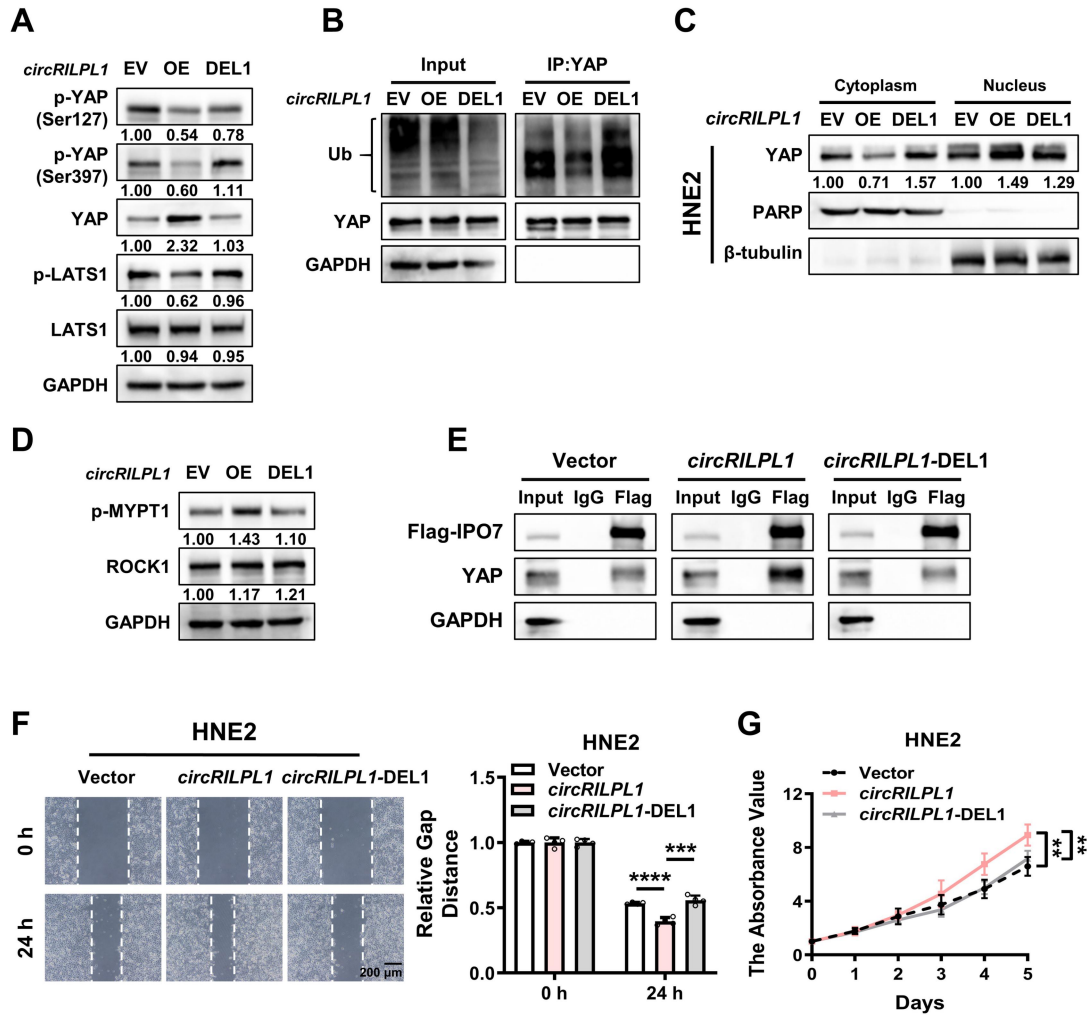 A
circRILPL1 EV OE DEL1
p-YAP
(Ser127)
1.00 0.54 0.78
p-YAP
(Ser397)
1.00 0.60 1.11
YAP
1.00 2.32 1.03
p-LATS1
1.00 0.62 0.96
LATS1
1.00 0.94 0.95
GAPDH
B
Input IP:YAP
circRILPL1 EV OE DEL1 EV OE DEL1
Ub
YAP
GAPDH
C
Cytoplasm Nucleus
circRILPL1 EV OE DEL1 EV OE DEL1
HNE2
YAP
1.00 0.71 1.57 1.00 1.49 1.29
PARP
β-tubulin
D
circRILPL1 EV OE DEL1
p-MYPT1
1.00 1.43 1.10
ROCK1
1.00 1.17 1.21
GAPDH
E
Vector circRILPL1 circRILPL1-DEL1
Input IgG Flag Input IgG Flag Input IgG Flag
Flag-IPO7
YAP
GAPDH
F
HNE2
Vector circRILPL1 circRILPL1-DEL1
0 h
24 h
200 μm
HNE2
Vector
circRILPL1
circRILPL1-DEL1
Relative Gap
Distance
1.5
1.0
0.5
0.0
**** ***
0 h 24 h
G
HNE2
Vector
circRILPL1
circRILPL1-DEL1
The Absorbance Value
12
8
4
0
** **
0 1 2 3 4 5
Days